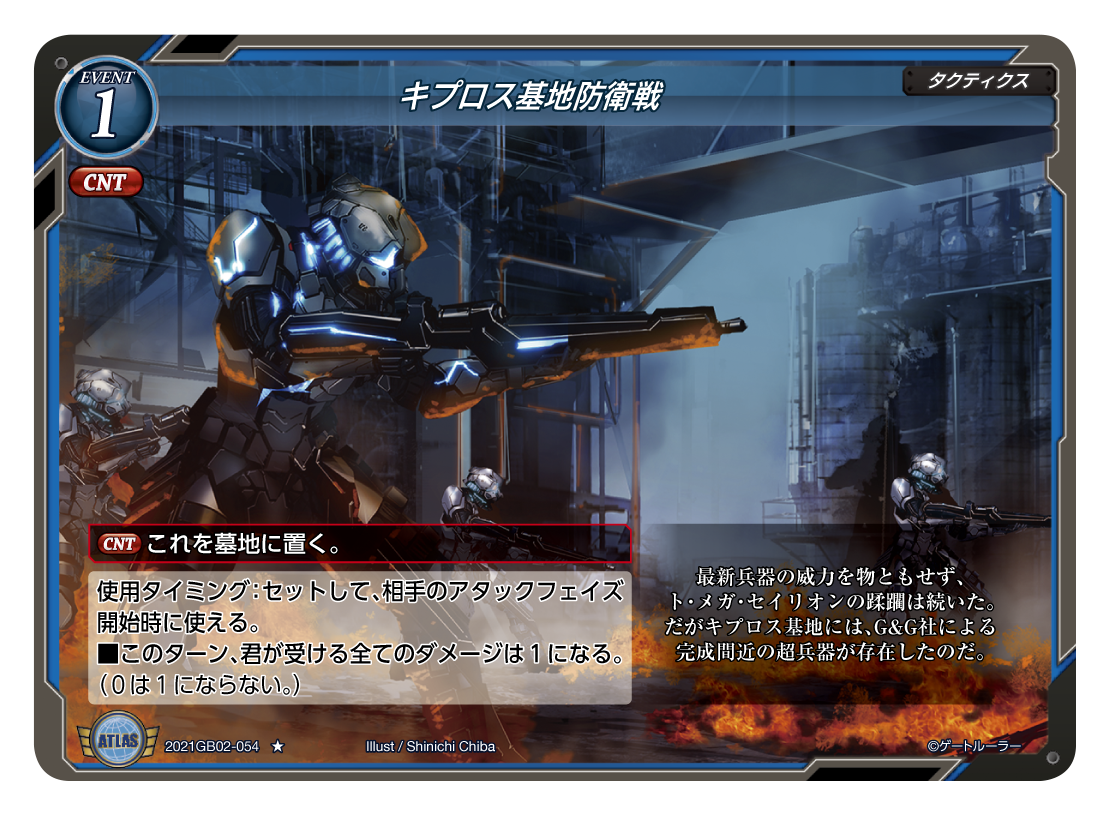 EVENT
1
キプロス基地防衛戦
タクティクス
CNT
CNT これを墓地に置く。
使用タイミング:セットして、相手のアタックフェイズ
開始時に使える。
■このターン、君が受ける全てのダメージは1になる。
(0は1にならない。)
最新兵器の威力を物ともせず、
ト・メガ・セイリオンの蹂躙は続いた。
だがキプロス基地には、G&G社による
完成間近の超兵器が存在したのだ。
ATLAS
2021GB02-054 ★
Illust / Shinichi Chiba
©ゲートルーラー